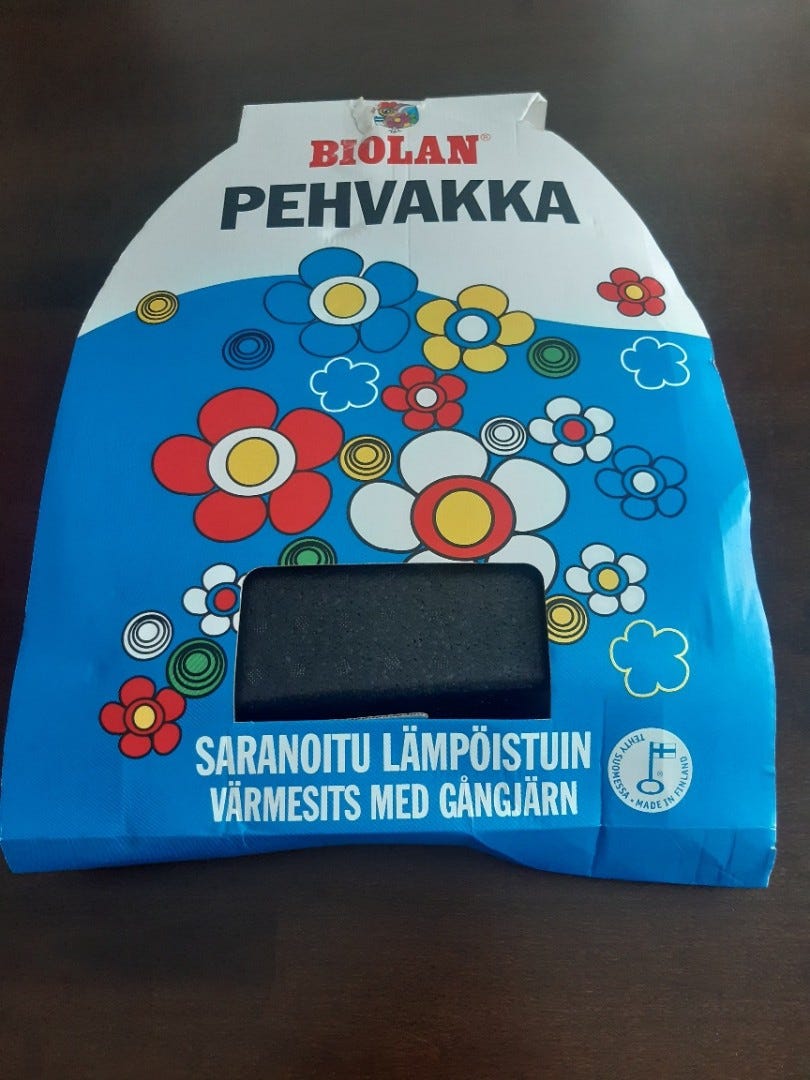 BIOLAN®
PEHVAKKA
SARANOITU LÄMPÖISTUIN
VÄRMESITS MED GÅNGJÄRN
TEHTY SUOMESSA • MADE IN FINLAND
®